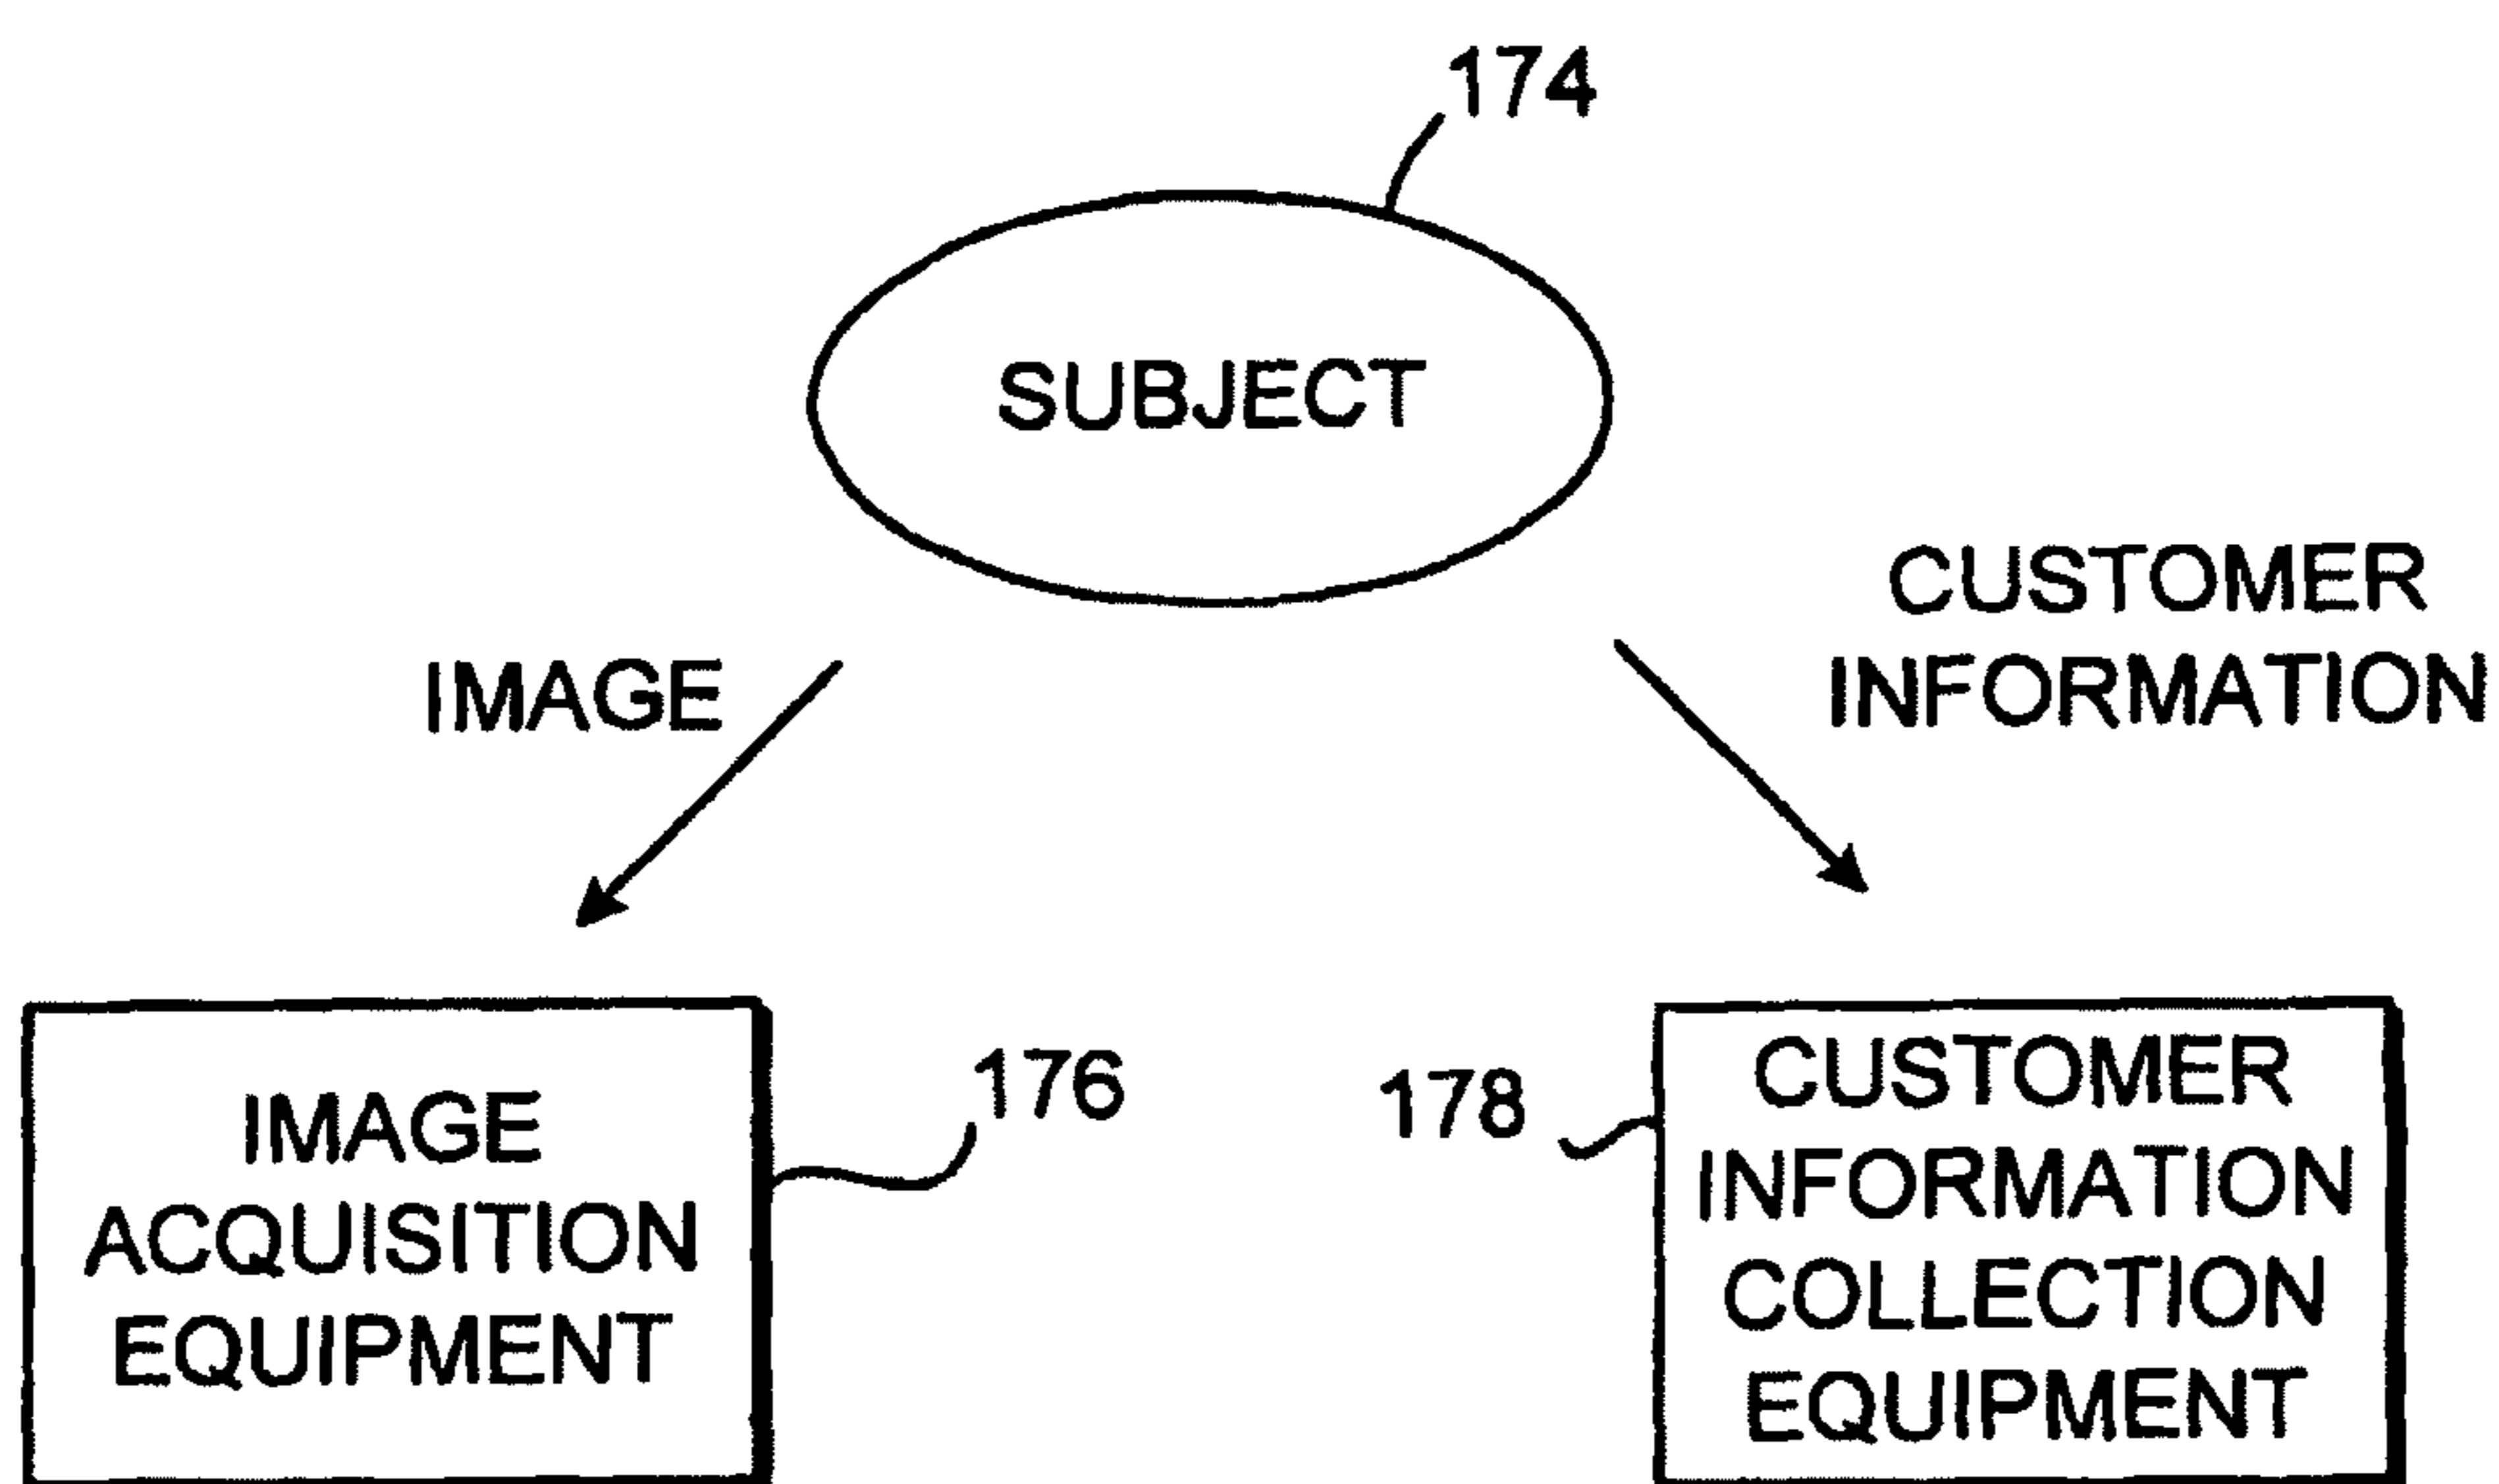 174
SUBJECT
IMAGE
CUSTOMER
INFORMATION
IMAGE
ACQUISITION
EQUIPMENT
176
178
CUSTOMER
INFORMATION
COLLECTION
EQUIPMENT